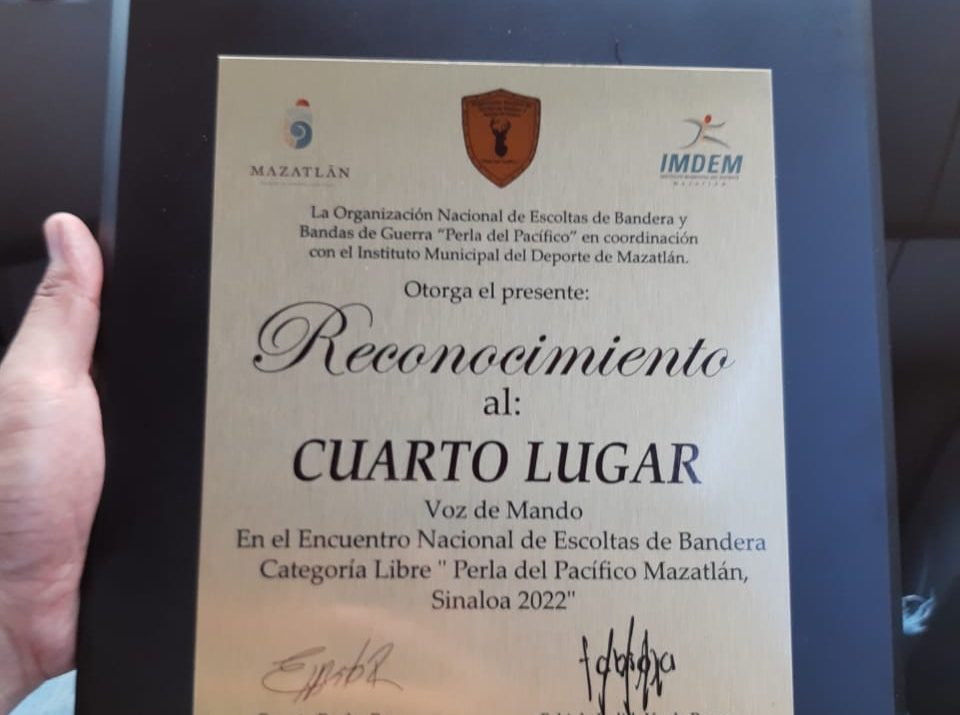 MAZATLÁN
IMDEM
La Organización Nacional de Escoltas de Bandera y
Bandas de Guerra “Perla del Pacífico” en coordinación
con el Instituto Municipal del Deporte de Mazatlán.
Otorga el presente:
Reconocimiento
al:
CUARTO LUGAR
Voz de Mando
En el Encuentro Nacional de Escoltas de Bandera
Categoría Libre " Perla del Pacífico Mazatlán,
Sinaloa 2022"